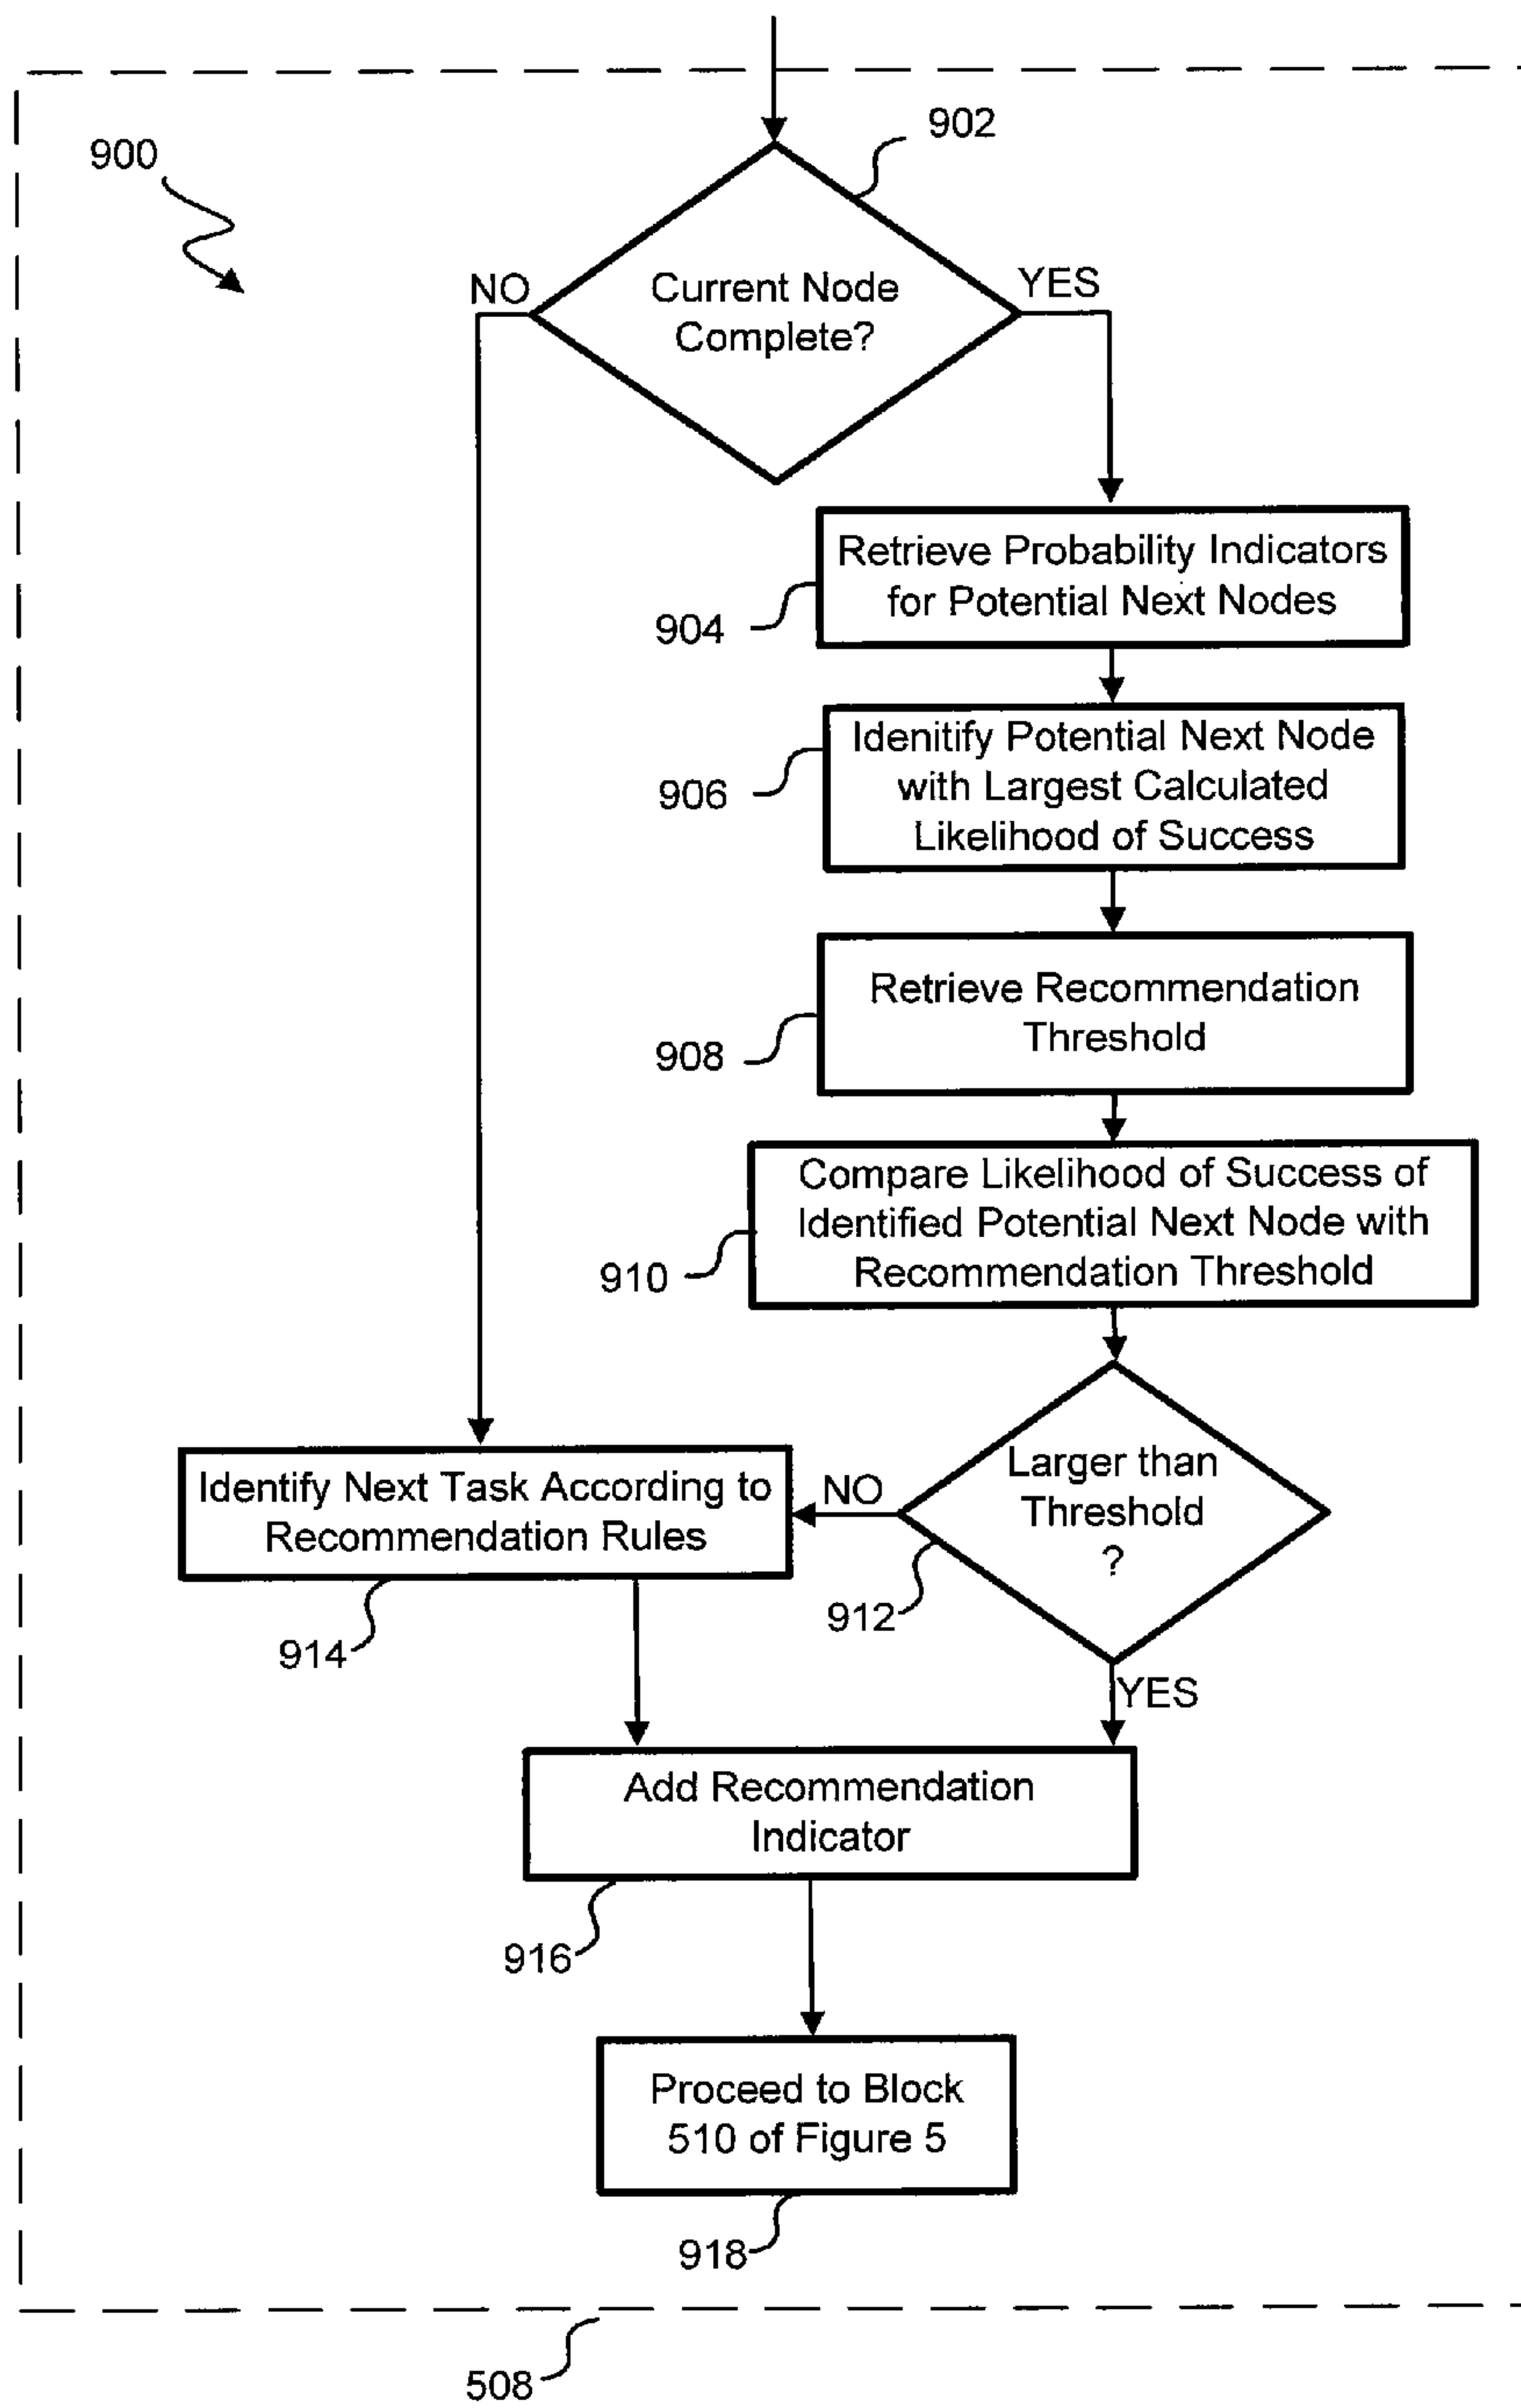 902
900
NO
YES
Current Node
Complete?
Retrieve Probability Indicators
for Potential Next Nodes
904
Idenitify Potential Next Node
with Largest Calculated
Likelihood of Success
906
Retrieve Recommendation
Threshold
908
Compare Likelihood of Success of
Identified Potential Next Node with
Recommendation Threshold
910
Larger than
Threshold
?
NO
Identify Next Task According to
Recommendation Rules
912
914
YES
Add Recommendation
Indicator
916
Proceed to Block
510 of Figure 5
918
508